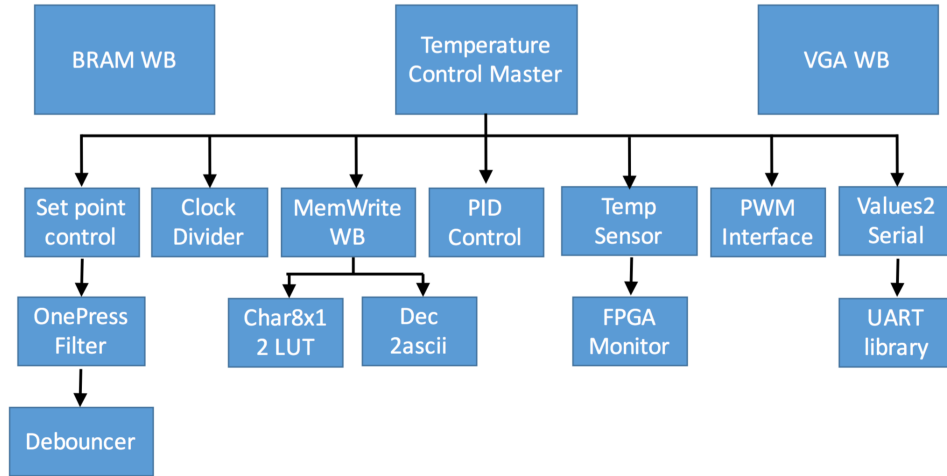 BRAM WB
Temperature
Control Master
VGA WB
Set point
control
Clock
Divider
MemWrite
WB
PID
Control
Temp
Sensor
PWM
Interface
Values2
Serial
OnePress
Filter
Char8x1
2 LUT
Dec
2ascii
FPGA
Monitor
UART
library
Debouncer